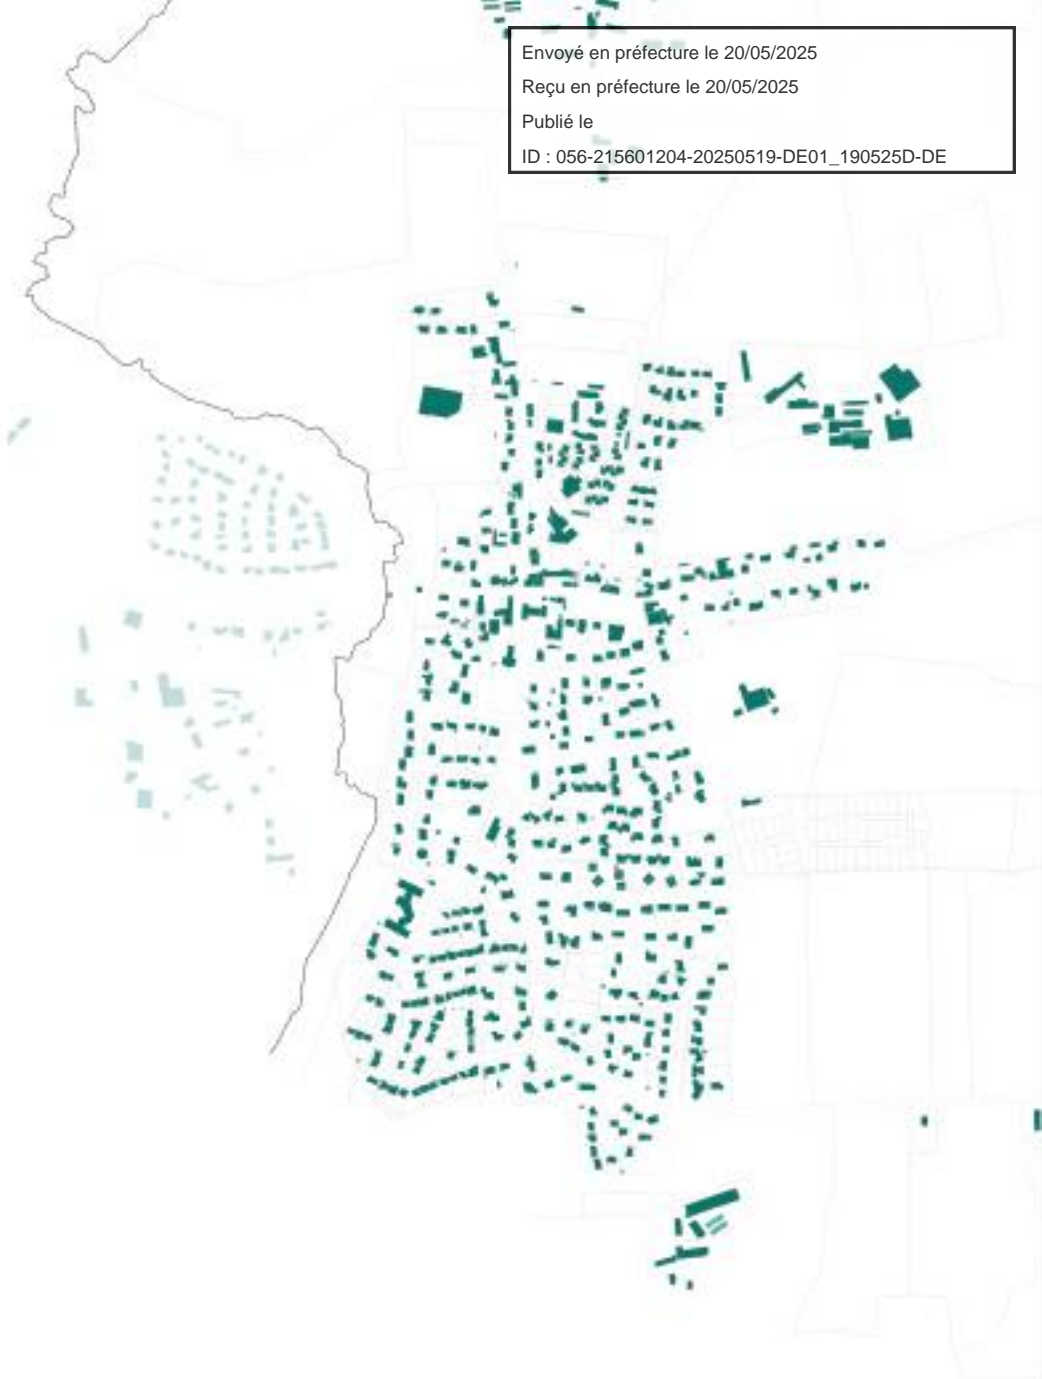 Envoyé en préfecture le 20/05/2025
Reçu en préfecture le 20/05/2025
Publié le
ID : 056-215601204-20250519-DE01_190525D-DE